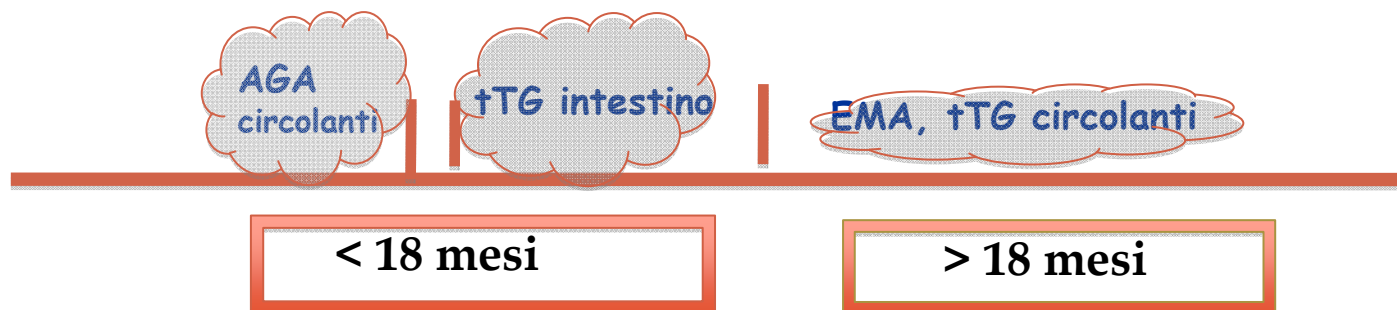 AGA
circolanti
tTG intestino
EMA, tTG circolanti
< 18 mesi
> 18 mesi